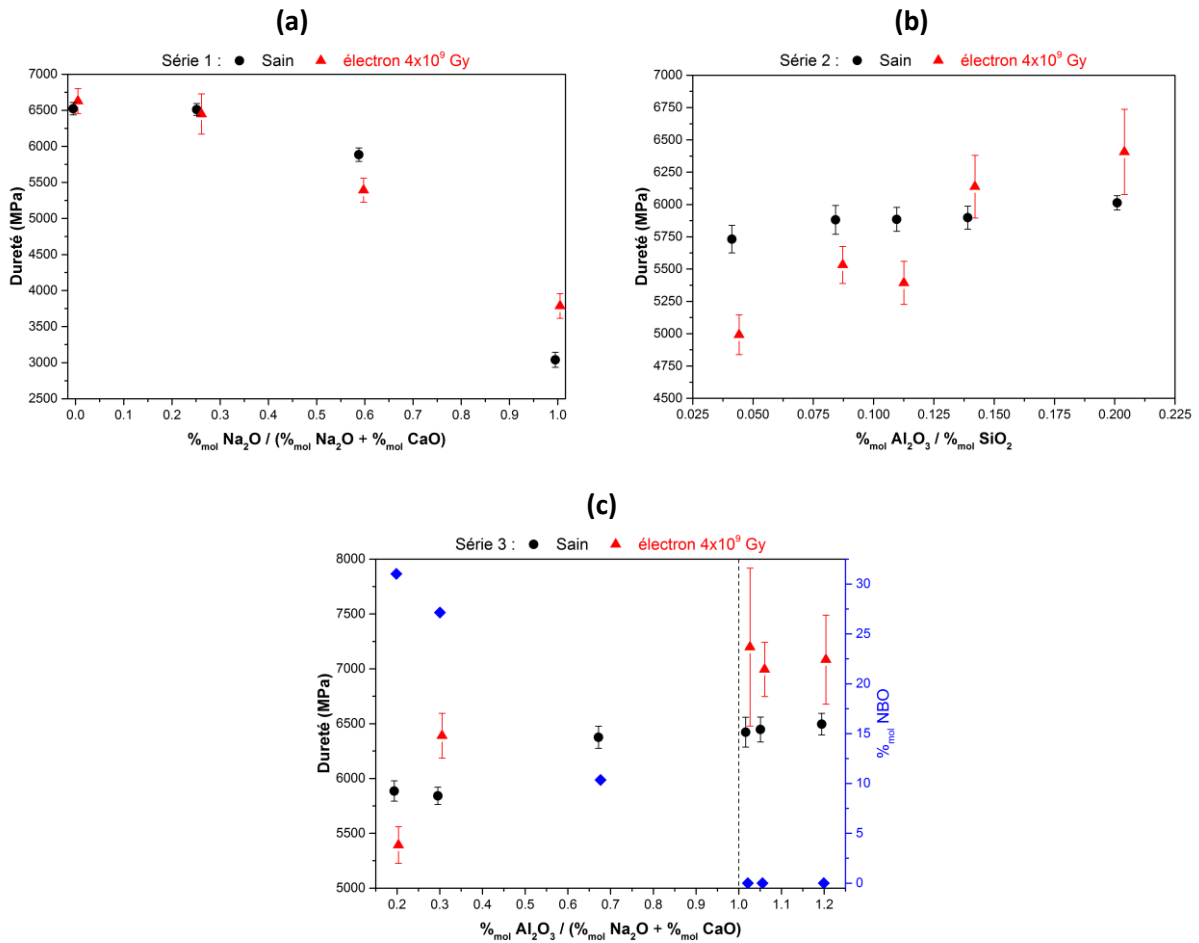 (a)
Série 1 : ● Sain ▲ électron 4x10⁹ Gy
7000
6500
6000
5500
5000
4500
4000
3500
3000
2500
Dureté (MPa)
0.0 0.1 0.2 0.3 0.4 0.5 0.6 0.7 0.8 0.9 1.0
%mol Na₂O / (%mol Na₂O + %mol CaO)
(b)
Série 2 : ● Sain ▲ électron 4x10⁹ Gy
7000
6750
6500
6250
6000
5750
5500
5250
5000
4750
4500
Dureté (MPa)
0.025 0.050 0.075 0.100 0.125 0.150 0.175 0.200 0.225
%mol Al₂O₃ / %mol SiO₂
(c)
Série 3 : ● Sain ▲ électron 4x10⁹ Gy
8000
7500
7000
6500
6000
5500
5000
Dureté (MPa)
30
25
20
15
10
5
0
%mol NBO
0.2 0.3 0.4 0.5 0.6 0.7 0.8 0.9 1.0 1.1 1.2
%mol Al₂O₃ / (%mol Na₂O + %mol CaO)